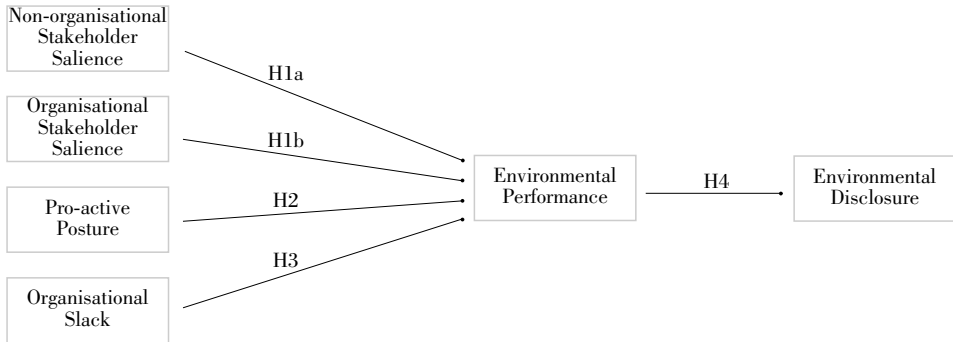 Non-organisational
Stakeholder
Salience
H1a
Organisational
Stakeholder
Salience
H1b
Pro-active
Posture
H2
Organisational
Slack
H3
Environmental
Performance
H4
Environmental
Disclosure